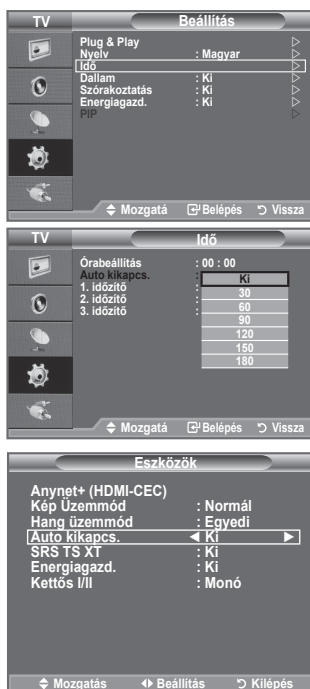 TV Beállítás
Plug & Play
Nyelv : Magyar
Idő
Dallam : Ki
Szórakoztatás : Ki
Energiagazd. : Ki
PIP
Mozgatá Belépés Vissza
TV Idő
Órabeállítás : 00 : 00
Auto kikapcs. : Ki
1. időzítő : 30
2. időzítő : 60
3. időzítő : 90
120
150
180
Mozgatá Belépés Vissza
Eszközök
Anynet+ (HDMI-CEC)
Kép Üzemmód : Normál
Hang üzemmód : Egyedi
Auto kikapcs. ◀ Ki ▶
SRS TS XT : Ki
Energiagazd. : Ki
Kettős I/II : Monó
Mozgatás Beállítás Kilépés